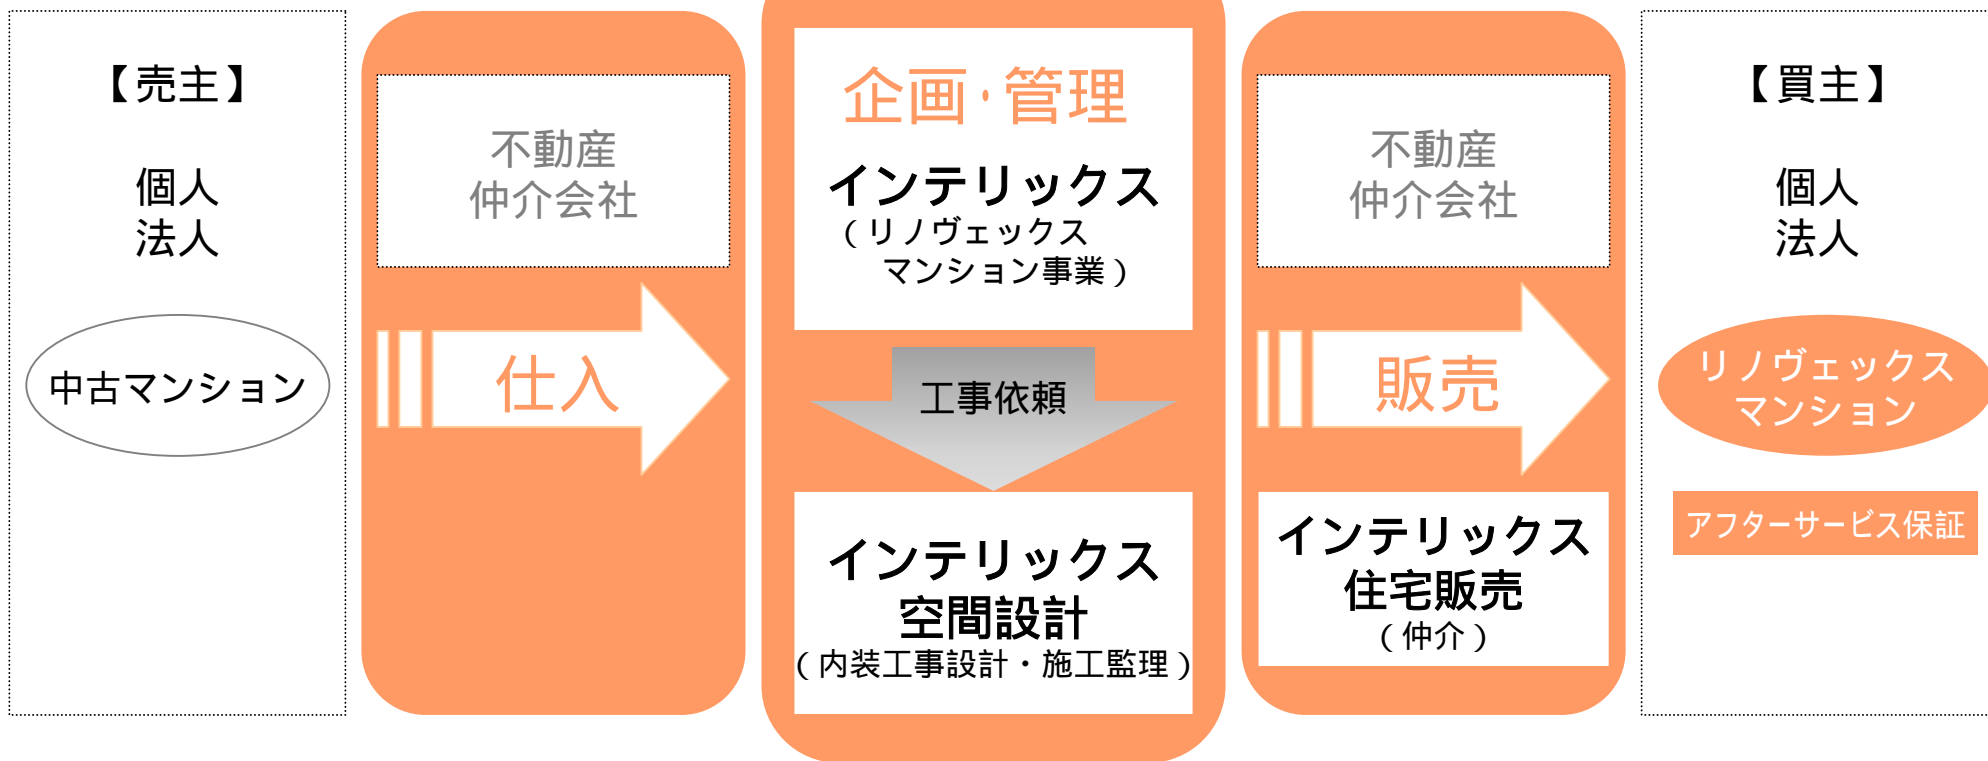 【売主】
個人
法人
中古マンション
不動産
仲介会社
仕入
企画・管理
インテリックス
（リノヴェックス
マンション事業）
工事依頼
インテリックス
空間設計
（内装工事設計・施工監理）
不動産
仲介会社
販売
インテリックス
住宅販売
（仲介）
【買主】
個人
法人
リノヴェックス
マンション
アフターサービス保証